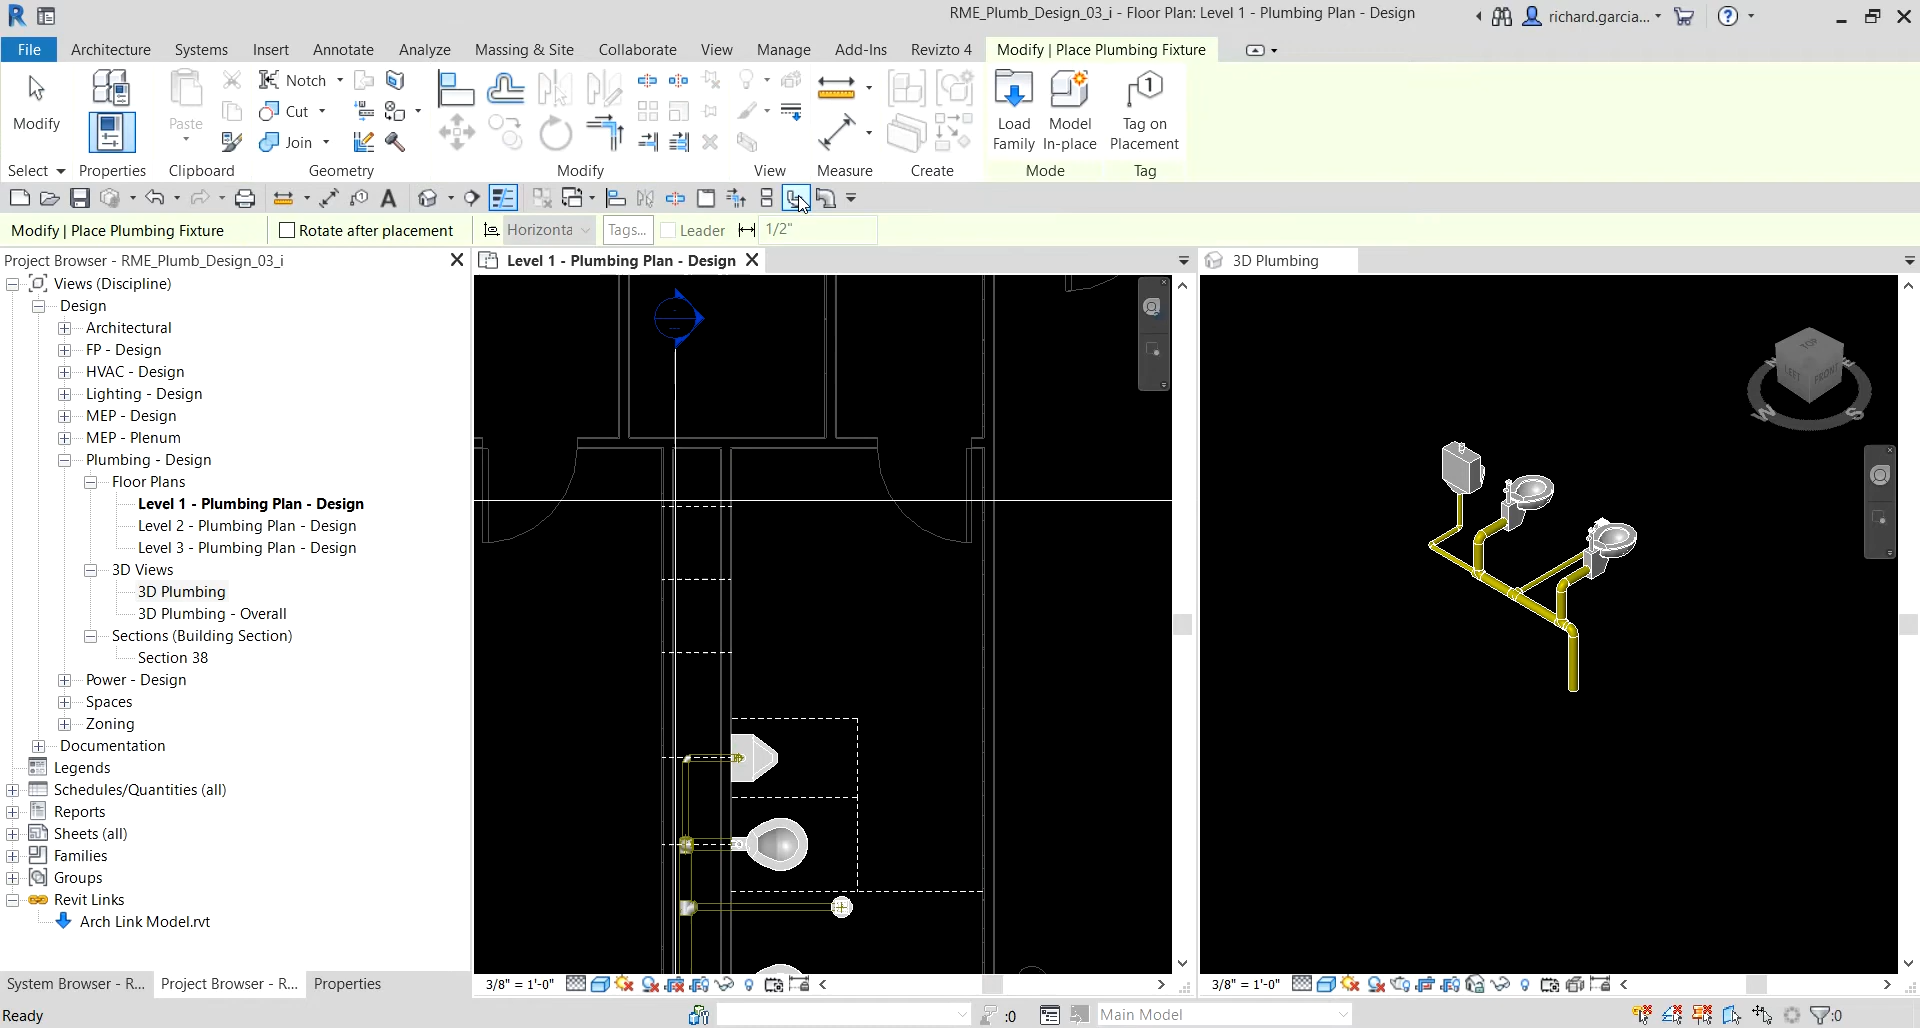 RME_Plumb_Design_03_i - Floor Plan: Level 1 - Plumbing Plan - Design
richard.garcia...
File Architecture Systems Insert Annotate Analyze Massing & Site Collaborate View Manage Add-Ins Revizto 4 Modify | Place Plumbing Fixture
Modify
Paste
Notch
Cut
Join
Load Family
Model In-place
Tag on Placement
Select Properties Clipboard Geometry Modify View Measure Create Mode Tag
Modify | Place Plumbing Fixture Rotate after placement Horizonta Tags... Leader 1/2"
Project Browser - RME_Plumb_Design_03_i
Level 1 - Plumbing Plan - Design
3D Plumbing
Views (Discipline)
Design
Architectural
FP - Design
HVAC - Design
Lighting - Design
MEP - Design
MEP - Plenum
Plumbing - Design
Floor Plans
Level 1 - Plumbing Plan - Design
Level 2 - Plumbing Plan - Design
Level 3 - Plumbing Plan - Design
3D Views
3D Plumbing
3D Plumbing - Overall
Sections (Building Section)
Section 38
Power - Design
Spaces
Zoning
Documentation
Legends
Schedules/Quantities (all)
Reports
Sheets (all)
Families
Groups
Revit Links
Arch Link Model.rvt
TOP
LEFT
FRONT
W
S
System Browser - R... Project Browser - R... Properties
3/8" = 1'-0"
3/8" = 1'-0"
Ready
:0
Main Model
:0